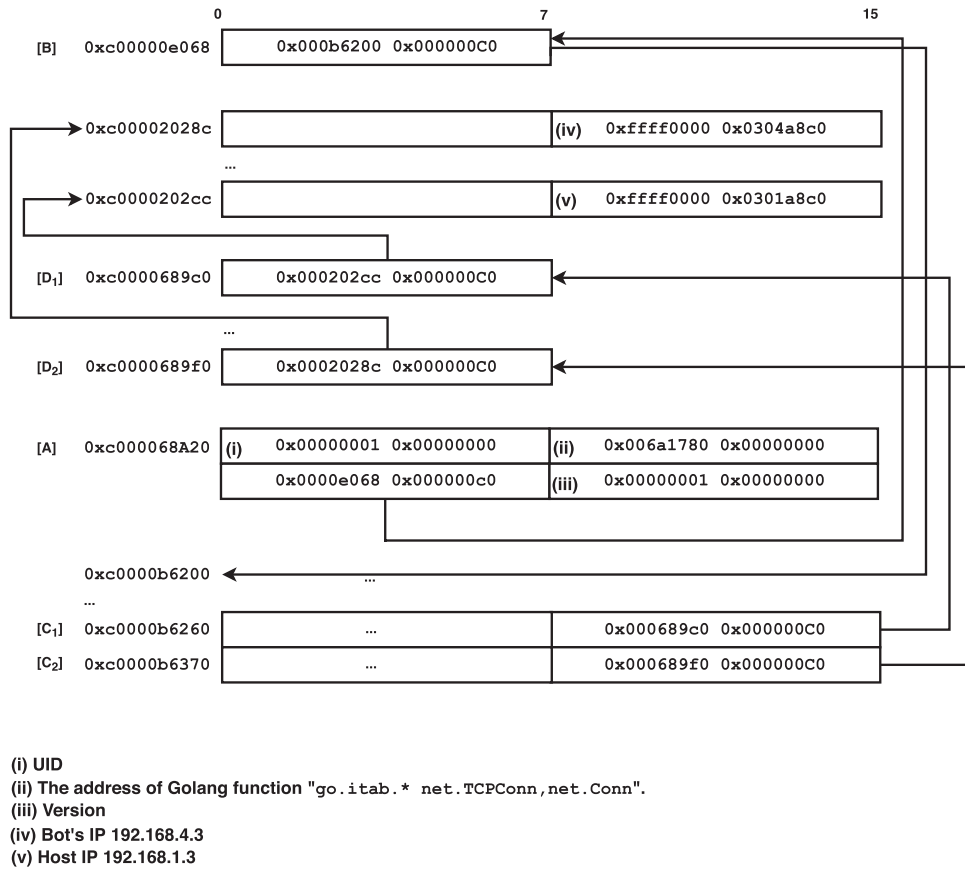 0 7 15
[B] 0xc00000e068 0x000b6200 0x000000C0
0xc00002028c (iv) 0xffff0000 0x0304a8c0
...
0xc0000202cc (v) 0xffff0000 0x0301a8c0
[D1] 0xc0000689c0 0x000202cc 0x000000C0
...
[D2] 0xc0000689f0 0x0002028c 0x000000C0
[A] 0xc000068A20 (i) 0x00000001 0x00000000 (ii) 0x006a1780 0x00000000
0x0000e068 0x000000c0 (iii) 0x00000001 0x00000000
0xc0000b6200 ...
...
[C1] 0xc0000b6260 ... 0x000689c0 0x000000C0
[C2] 0xc0000b6370 ... 0x000689f0 0x000000C0
(i) UID
(ii) The address of Golang function "go.itab.* net.TCPConn,net.Conn".
(iii) Version
(iv) Bot's IP 192.168.4.3
(v) Host IP 192.168.1.3